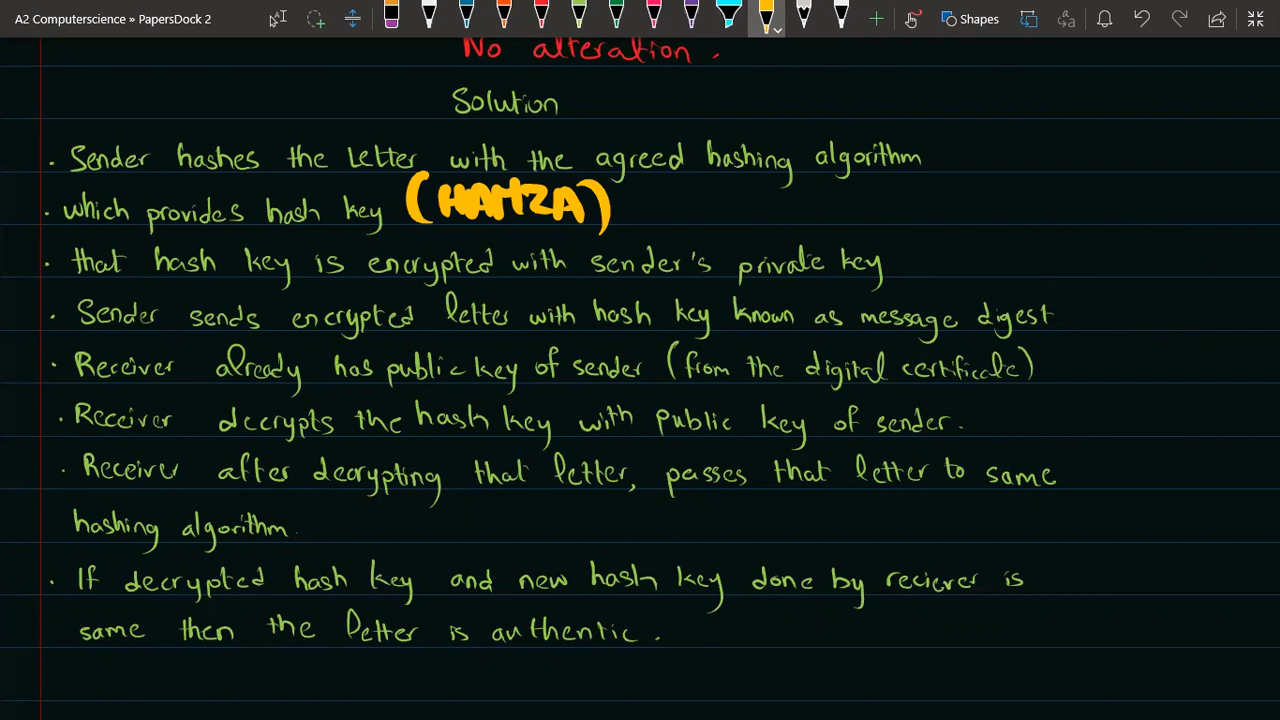 A2 Computerscience » PapersDock 2
Shapes
No alteration .
Solution
. Sender hashes the Letter with the agreed hashing algorithm
. which provides hash key (HAMZA)
. that hash key is encrypted with sender's private key
. Sender sends encrypted letter with hash key known as message digest
. Receiver already has public key of sender (from the digital certificate)
. Receiver decrypts the hash key with public key of sender.
. Receiver after decrypting that letter, passes that letter to same
hashing algorithm.
. If decrypted hash key and new hash key done by reciever is
same then the letter is authentic .